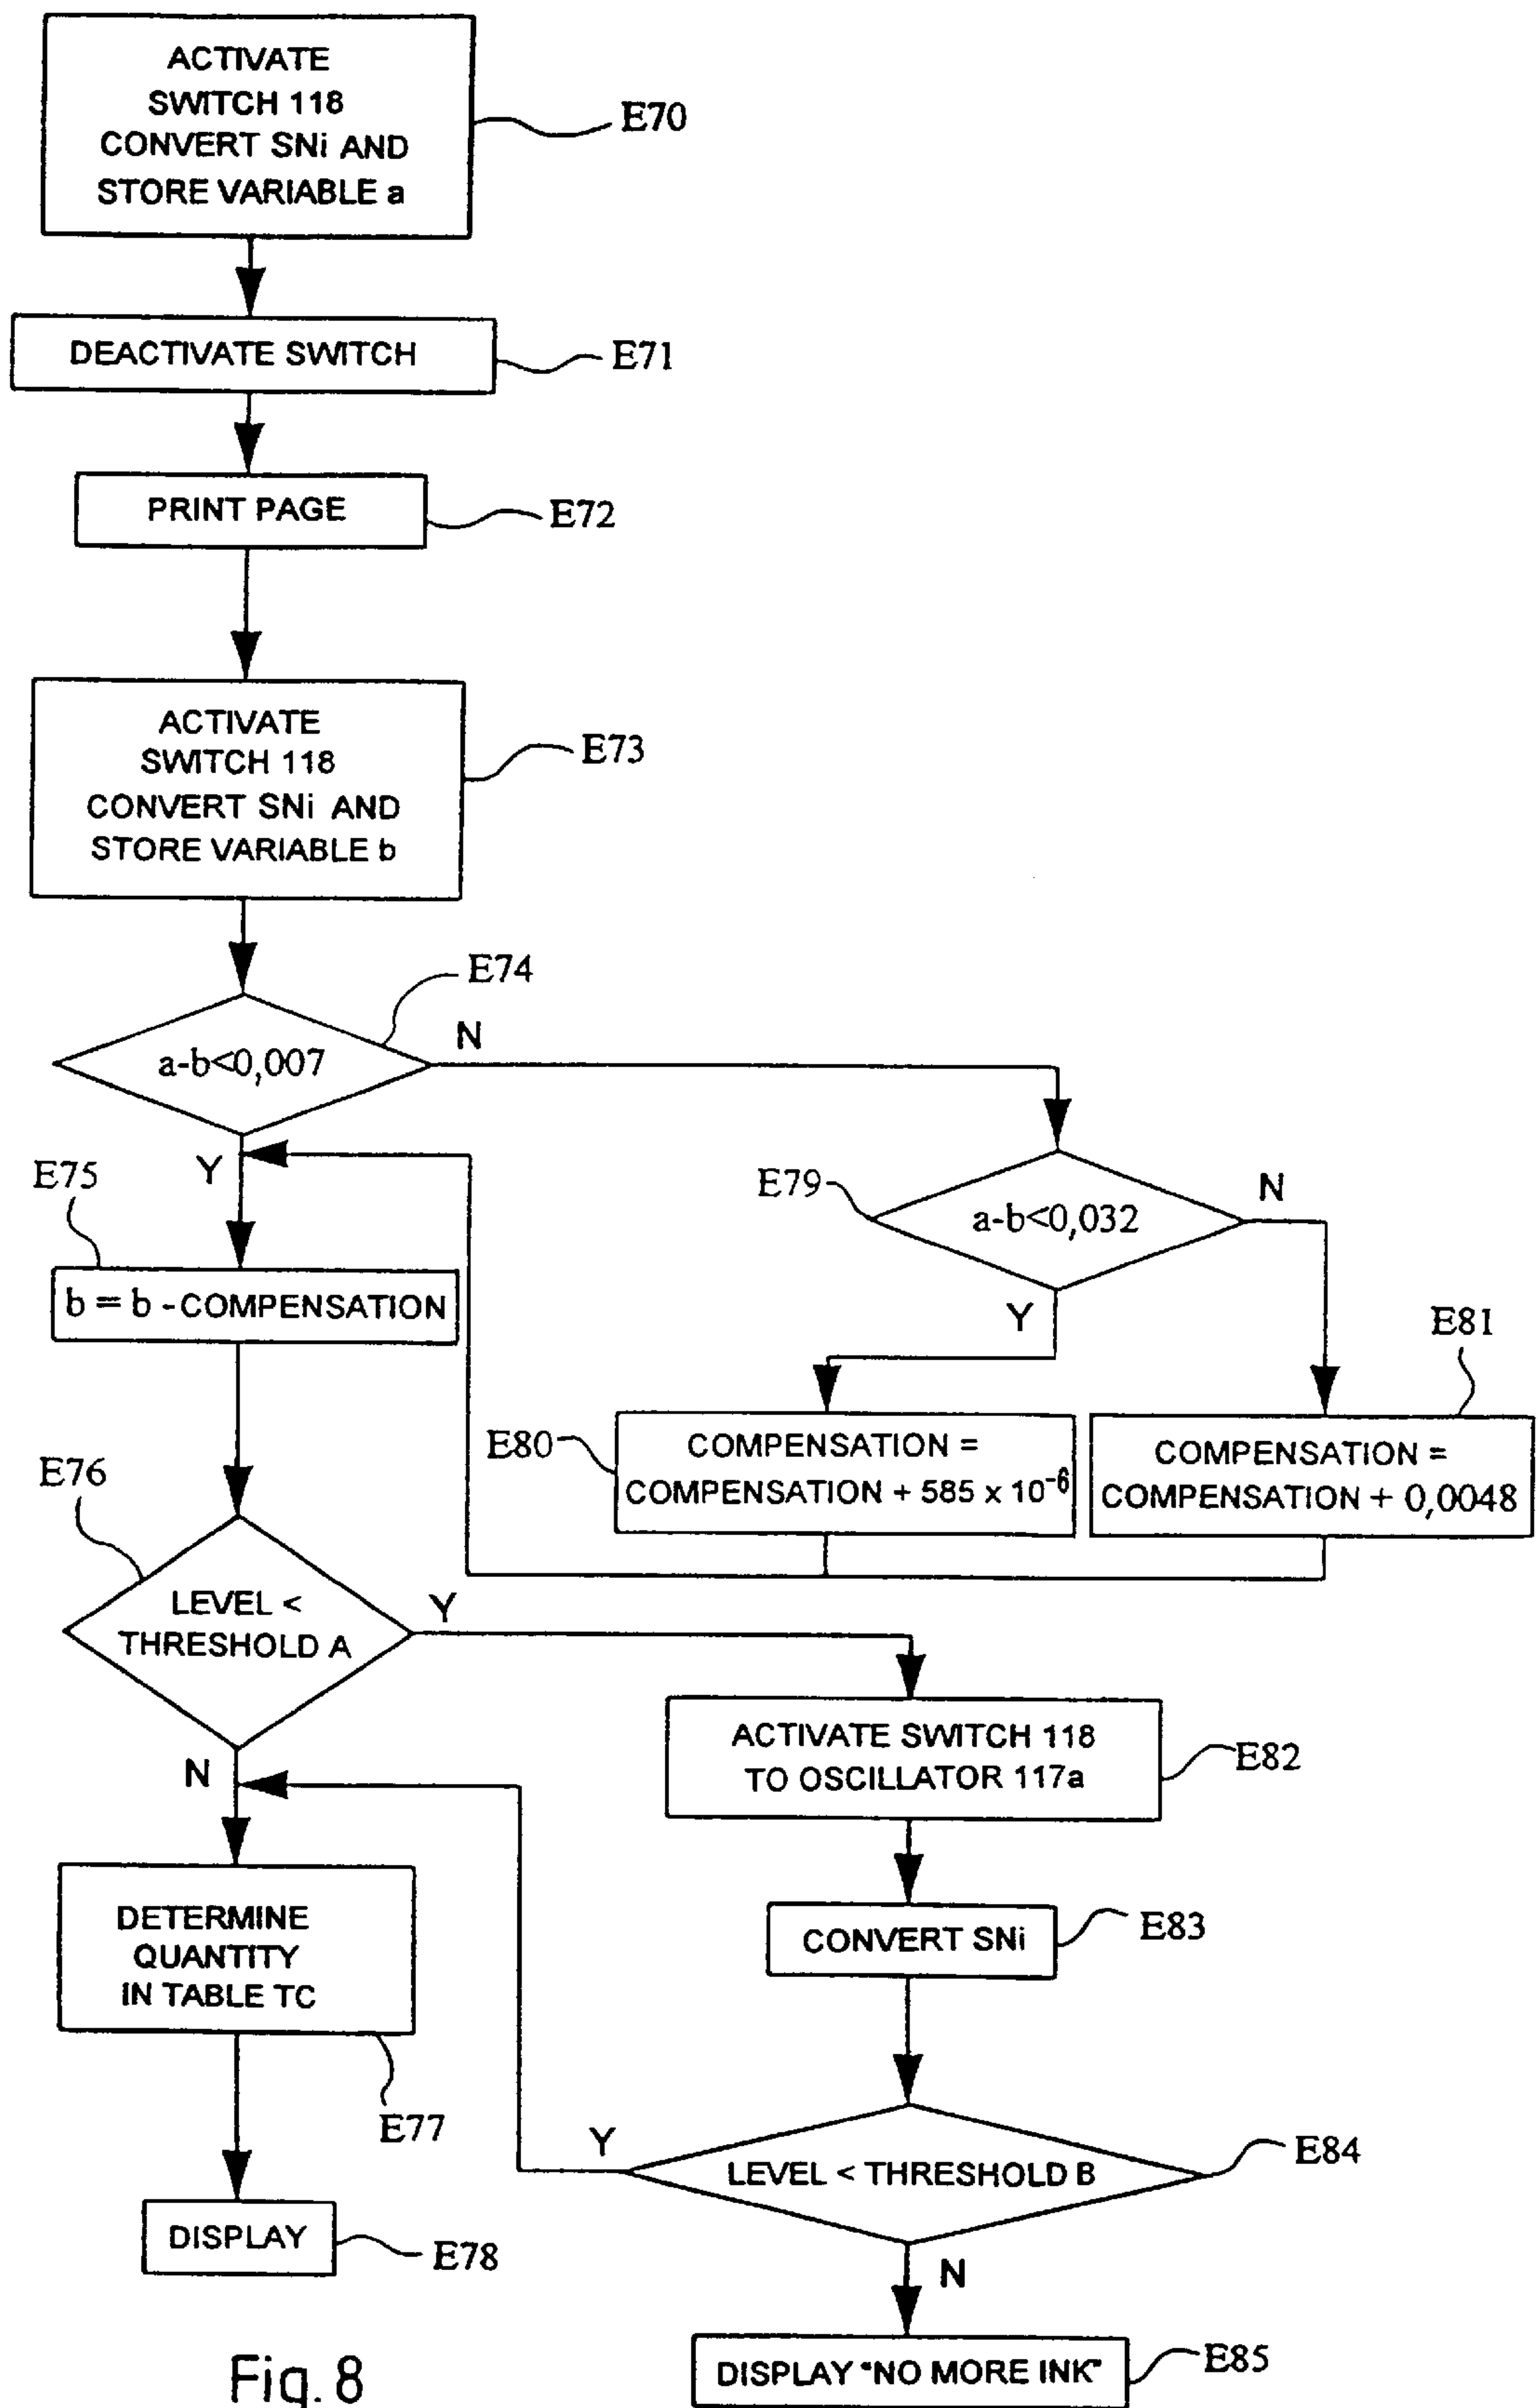 ACTIVATE
SWITCH 118
CONVERT SNi AND
STORE VARIABLE a
E70
DEACTIVATE SWITCH
E71
PRINT PAGE
E72
ACTIVATE
SWITCH 118
CONVERT SNi AND
STORE VARIABLE b
E73
E74
a-b<0,007
N
Y
E75
b = b - COMPENSATION
E79
a-b<0,032
N
Y
E81
E80
COMPENSATION =
COMPENSATION + 585 x 10⁻⁶
COMPENSATION =
COMPENSATION + 0,0048
E76
LEVEL <
THRESHOLD A
Y
N
ACTIVATE SWITCH 118
TO OSCILLATOR 117a
E82
DETERMINE
QUANTITY
IN TABLE TC
E77
CONVERT SNi
E83
Y
LEVEL < THRESHOLD B
E84
N
DISPLAY
E78
DISPLAY "NO MORE INK"
E85
Fig. 8